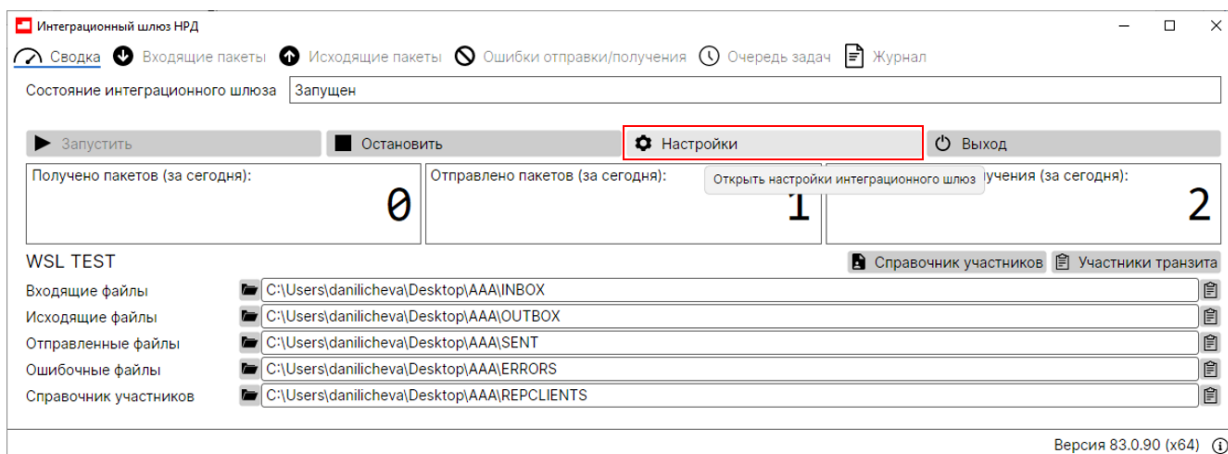 Интеграционный шлюз НРД
Сводка Входящие пакеты Исходящие пакеты Ошибки отправки/получения Очередь задач Журнал
Состояние интеграционного шлюза Запущен
Запустить Остановить Настройки Выход
Получено пакетов (за сегодня): Отправлено пакетов (за сегодня): лучения (за сегодня):
Открыть настройки интеграционного шлюз
0 1 2
WSL TEST Справочник участников Участники транзита
Входящие файлы C:\Users\danilicheva\Desktop\AAA\INBOX
Исходящие файлы C:\Users\danilicheva\Desktop\AAA\OUTBOX
Отправленные файлы C:\Users\danilicheva\Desktop\AAA\SENT
Ошибочные файлы C:\Users\danilicheva\Desktop\AAA\ERRORS
Справочник участников C:\Users\danilicheva\Desktop\AAA\REPCLIENTS
Версия 83.0.90 (x64)